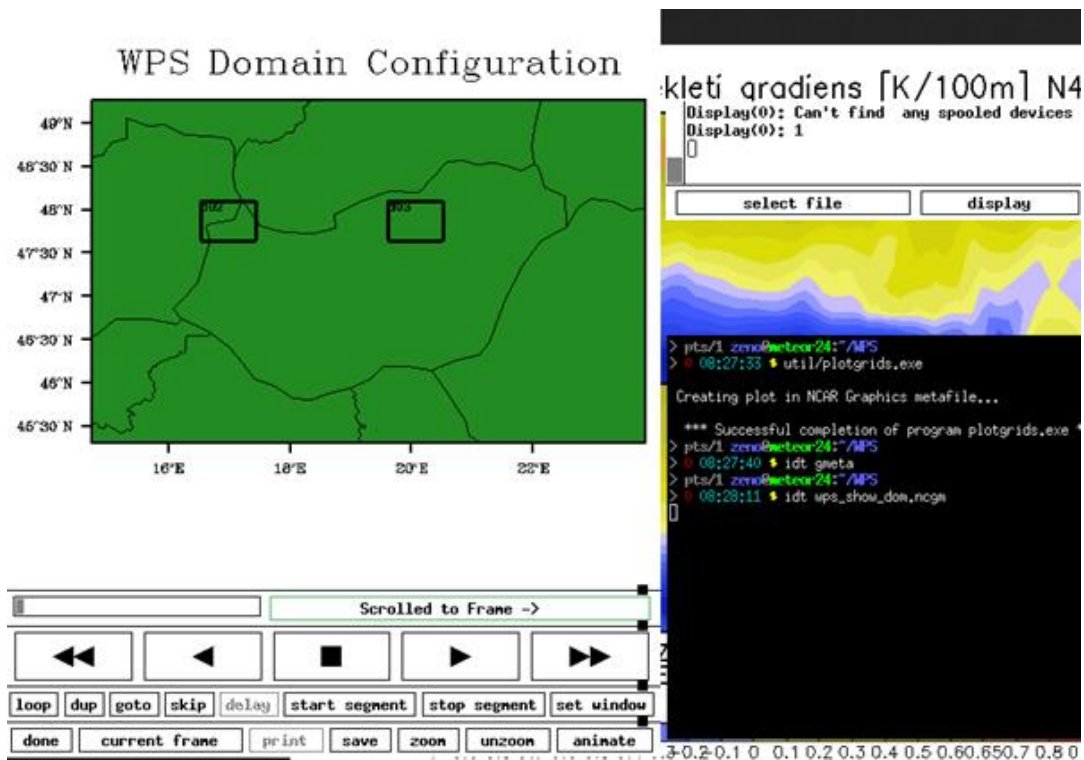 WPS Domain Configuration
49°N
48°30'N
48°N
47°30'N
47°N
46°30'N
46°N
45°30'N
16°E 18°E 20°E 22°E
d02
d03
Scrolled to Frame ->
loop dup goto skip delay start segment stop segment set window
done current frame print save zoom unzoom animate
kleti gradiens [K/100m] N4
Display(0): Can't find any spooled devices
Display(0): 1
select file display
> pts/1 zeno@meteor24:~/WPS
> 0 08:27:33 $ util/plotgrids.exe
Creating plot in NCAR Graphics metafile...
*** Successful completion of program plotgrids.exe *
> pts/1 zeno@meteor24:~/WPS
> 0 08:27:40 $ idt gmeta
> pts/1 zeno@meteor24:~/WPS
> 0 08:28:11 $ idt wps_show_dom.ncgm
-0.2-0.1 0 0.1 0.2 0.3 0.4 0.5 0.60.650.7 0.8 0